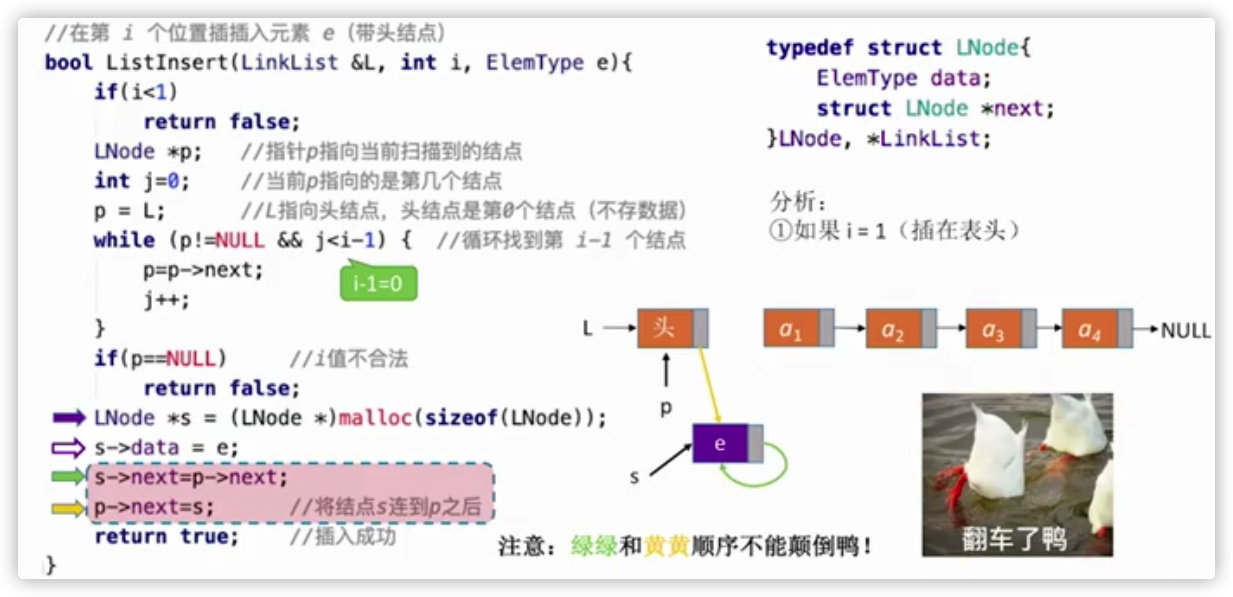 //在第 i 个位置插插入元素 e（带头结点）
bool ListInsert(LinkList &L, int i, ElemType e){
if(i<1)
return false;
LNode *p; //指针p指向当前扫描到的结点
int j=0; //当前p指向的是第几个结点
p = L; //L指向头结点，头结点是第0个结点（不存数据）
while (p!=NULL && j<i-1) { //循环找到第 i-1 个结点
p=p->next;
i-1=0
j++;
}
if(p==NULL) //i值不合法
return false;
LNode *s = (LNode *)malloc(sizeof(LNode));
s->data = e;
s->next=p->next;
p->next=s; //将结点s连到p之后
return true; //插入成功
}
typedef struct LNode{
ElemType data;
struct LNode *next;
}LNode, *LinkList;
分析：
①如果 i = 1（插在表头）
L 头 a1 a2 a3 a4 NULL
p
e
s
翻车了鸭
注意：绿绿和黄黄顺序不能颠倒鸭！